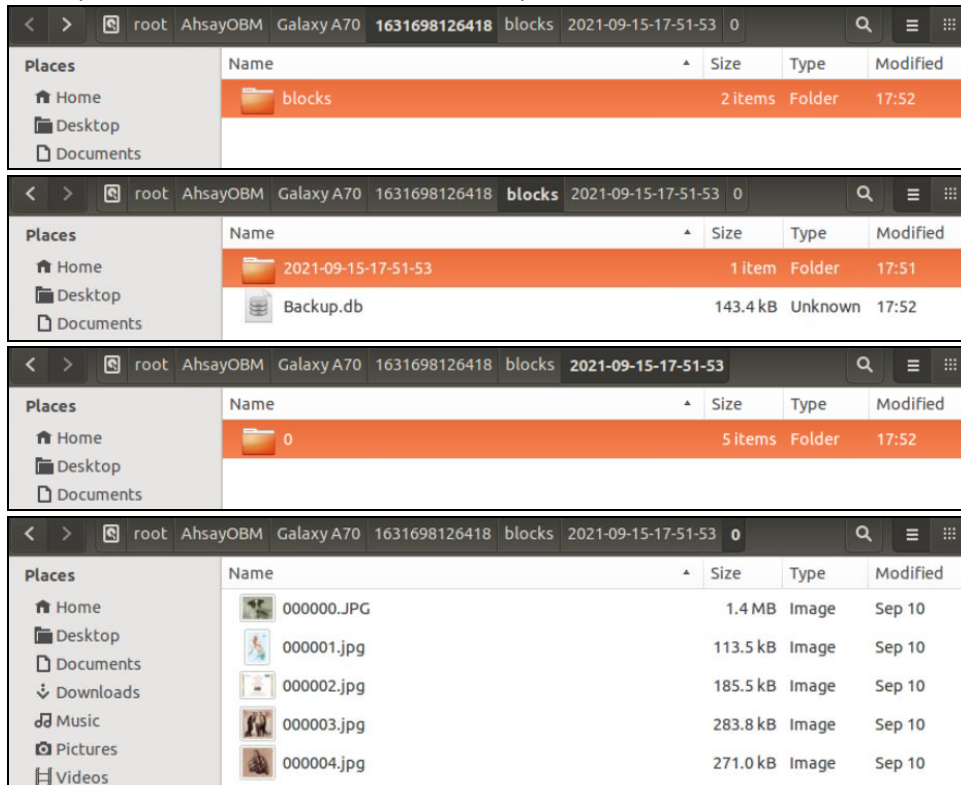 root AhsayOBM Galaxy A70 1631698126418 blocks 2021-09-15-17-51-53 0
Places Name Size Type Modified
Home blocks 2 items Folder 17:52
Desktop
Documents
root AhsayOBM Galaxy A70 1631698126418 blocks 2021-09-15-17-51-53 0
Places Name Size Type Modified
Home 2021-09-15-17-51-53 1 item Folder 17:51
Desktop Backup.db 143.4 kB Unknown 17:52
Documents
root AhsayOBM Galaxy A70 1631698126418 blocks 2021-09-15-17-51-53
Places Name Size Type Modified
Home 0 5 items Folder 17:52
Desktop
Documents
root AhsayOBM Galaxy A70 1631698126418 blocks 2021-09-15-17-51-53 0
Places Name Size Type Modified
Home 000000.JPG 1.4 MB Image Sep 10
Desktop
Documents 000001.jpg 113.5 kB Image Sep 10
Downloads 000002.jpg 185.5 kB Image Sep 10
Music 000003.jpg 283.8 kB Image Sep 10
Pictures
Videos 000004.jpg 271.0 kB Image Sep 10